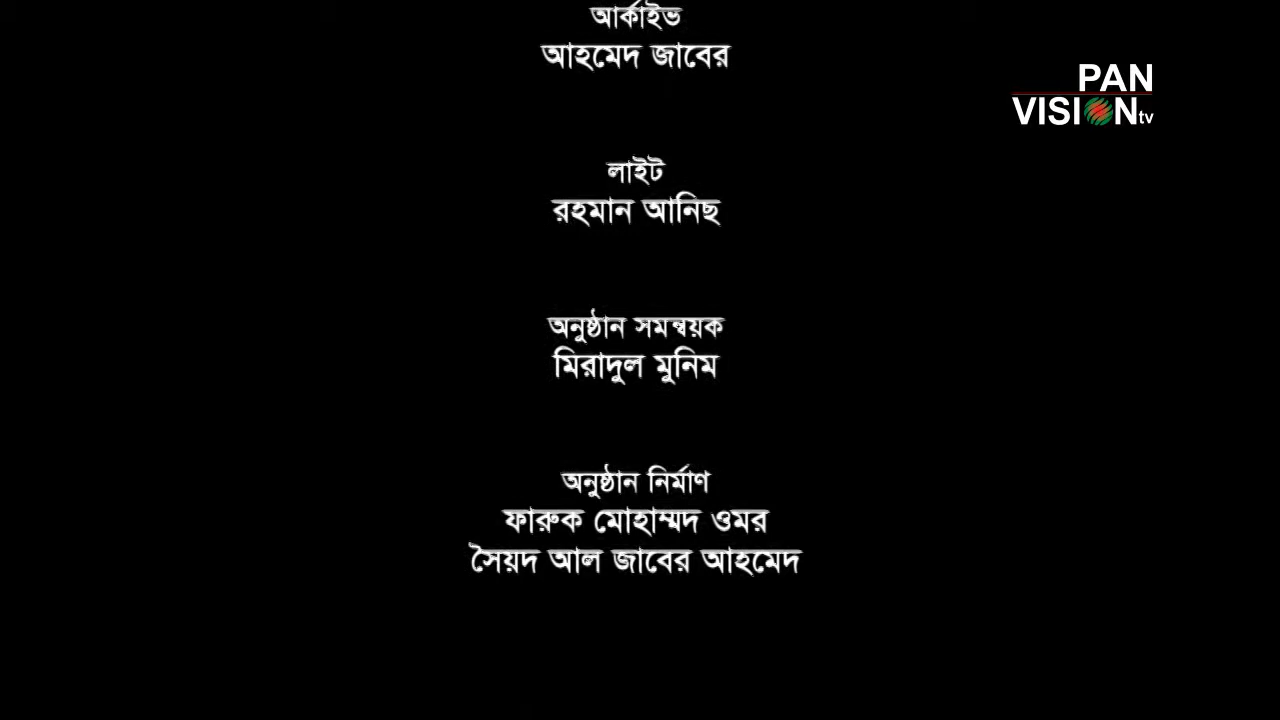 আর্কাইভ
আহমেদ জাবের
PAN
VISION tv
লাইট
রহমান আনিছ
অনুষ্ঠান সমন্বয়ক
মিরাদুল মুনিম
অনুষ্ঠান নির্মাণ
ফারুক মোহাম্মদ ওমর
সৈয়দ আল জাবের আহমেদ